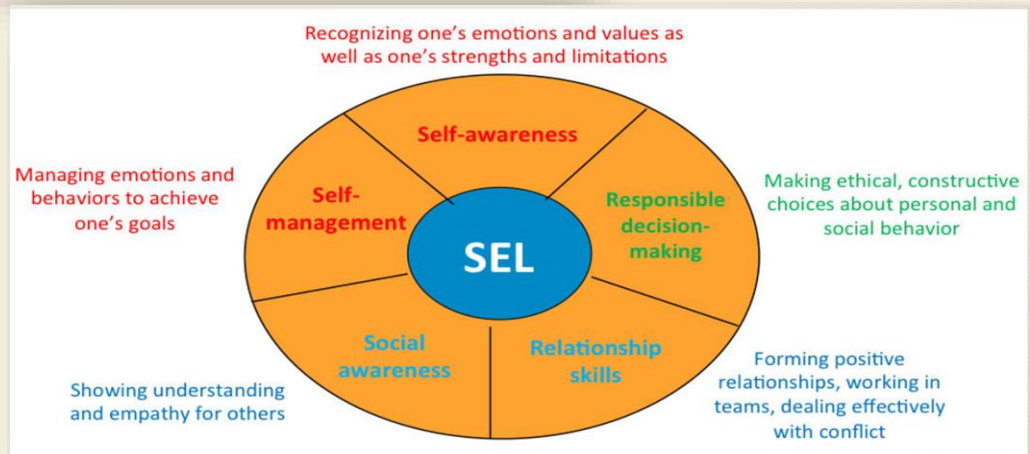 Recognizing one's emotions and values as
well as one's strengths and limitations
Self-awareness
Managing emotions and
behaviors to achieve
one's goals
Self-
management
Responsible
decision-
making
Making ethical, constructive
choices about personal and
social behavior
SEL
Social
awareness
Relationship
skills
Showing understanding
and empathy for others
Forming positive
relationships, working in
teams, dealing effectively
with conflict